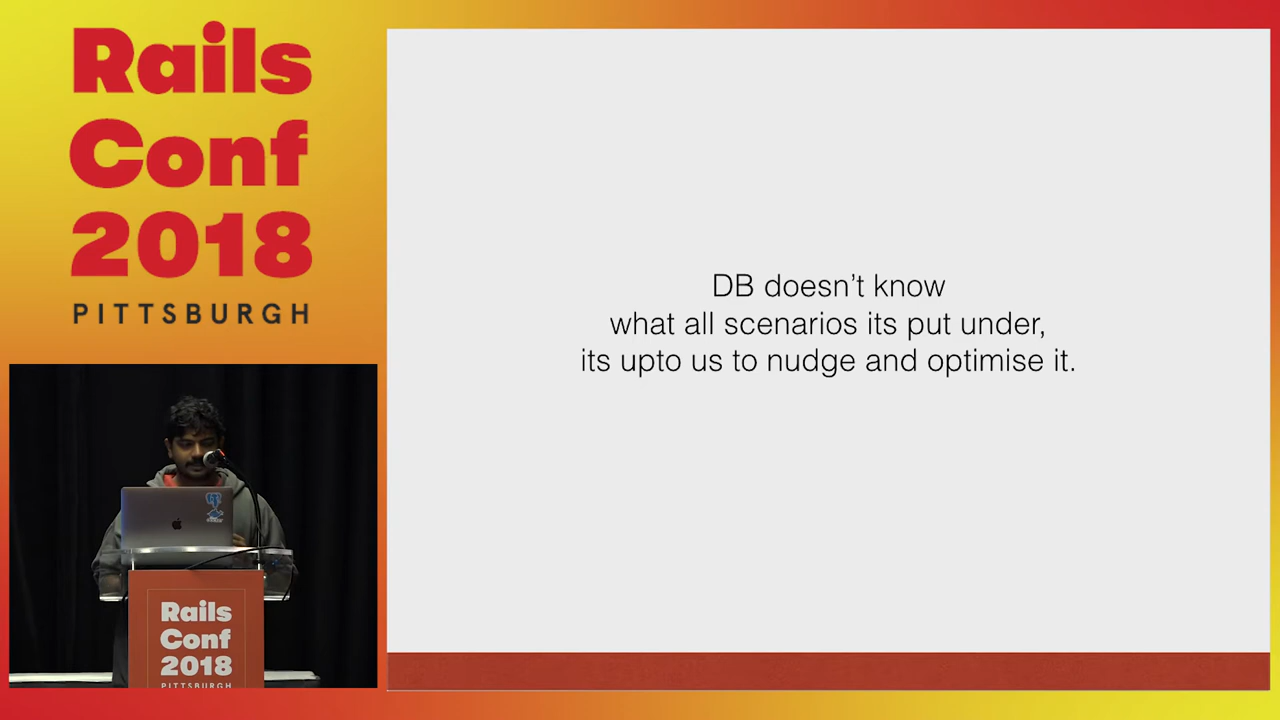 Rails
Conf
2018
PITTSBURGH
DB doesn't know
what all scenarios its put under,
its upto us to nudge and optimise it.
Rails
Conf
2018
PITTSBURGH